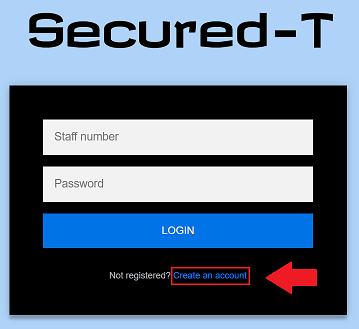 Secured-T
Staff number
Password
LOGIN
Not registered? Create an account